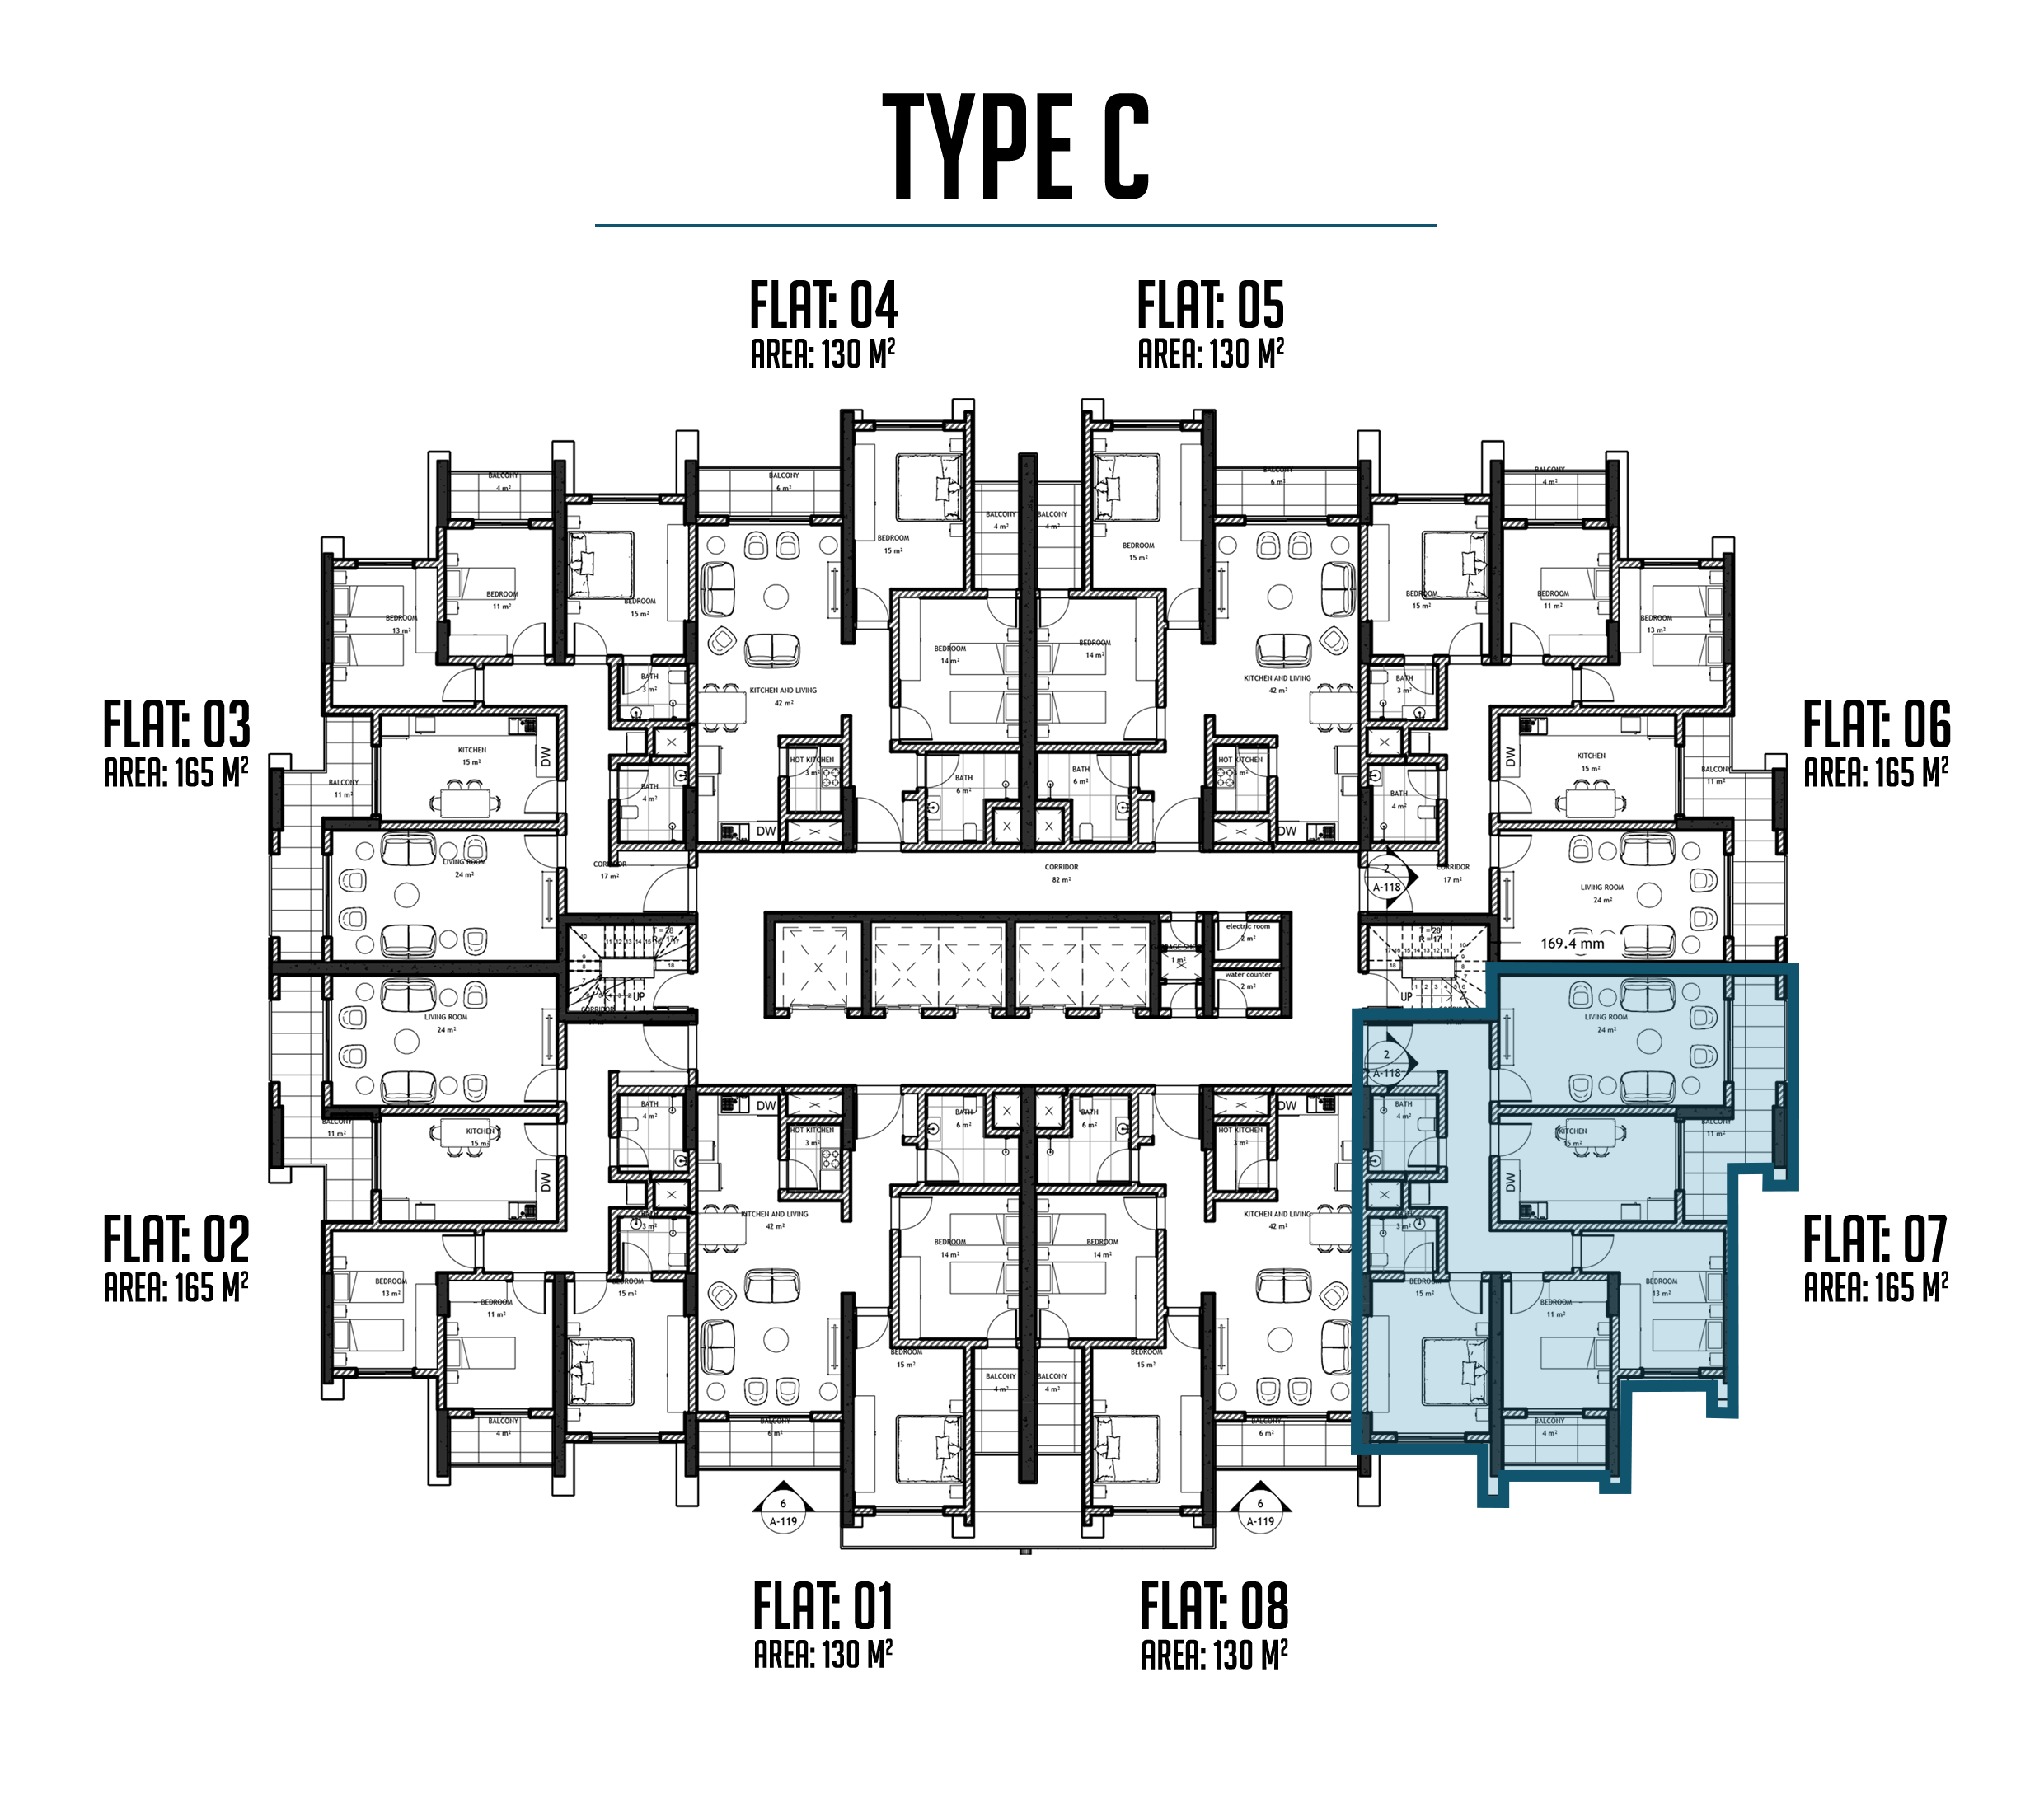 TYPE C
FLAT: 04
AREA: 130 M²
FLAT: 05
AREA: 130 M²
BALCONY
4 m²
BALCONY
6 m²
BALCONY
4 m²
BALCONY
4 m²
BALCONY
6 m²
BALCONY
4 m²
BEDROOM
15 m²
BEDROOM
15 m²
BEDROOM
13 m²
BEDROOM
11 m²
BEDROOM
15 m²
BEDROOM
14 m²
BEDROOM
14 m²
BEDROOM
15 m²
BEDROOM
11 m²
BEDROOM
13 m²
BATH
3 m²
KITCHEN AND LIVING
42 m²
KITCHEN AND LIVING
42 m²
BATH
3 m²
FLAT: 03
AREA: 165 M²
FLAT: 06
AREA: 165 M²
KITCHEN
15 m²
DW
BALCONY
11 m²
BATH
4 m²
HOT KITCHEN
3 m²
DW
BATH
6 m²
BATH
6 m²
HOT KITCHEN
3 m²
DW
BATH
4 m²
DW
KITCHEN
15 m²
BALCONY
11 m²
LIVING ROOM
24 m²
CORRIDOR
17 m²
CORRIDOR
82 m²
2
A-118
CORRIDOR
17 m²
LIVING ROOM
24 m²
T = 28
R = 17
UP
CORRIDOR
electric room
2 m²
1 m²
water counter
2 m²
T = 28
R = 17
UP
169.4 mm
LIVING ROOM
24 m²
LIVING ROOM
24 m²
2
A-118
BALCONY
11 m²
KITCHEN
15 m²
DW
BATH
4 m²
DW
HOT KITCHEN
3 m²
BATH
6 m²
BATH
6 m²
DW
HOT KITCHEN
3 m²
BATH
4 m²
KITCHEN
15 m²
DW
BALCONY
11 m²
FLAT: 02
AREA: 165 M²
FLAT: 07
AREA: 165 M²
3 m²
KITCHEN AND LIVING
42 m²
KITCHEN AND LIVING
42 m²
3 m²
BEDROOM
13 m²
BEDROOM
11 m²
BEDROOM
15 m²
BEDROOM
14 m²
BEDROOM
14 m²
BEDROOM
15 m²
BEDROOM
11 m²
BEDROOM
13 m²
BEDROOM
15 m²
BEDROOM
15 m²
BALCONY
4 m²
BALCONY
6 m²
BALCONY
4 m²
BALCONY
4 m²
BALCONY
6 m²
BALCONY
4 m²
6
A-119
6
A-119
FLAT: 01
AREA: 130 M²
FLAT: 08
AREA: 130 M²